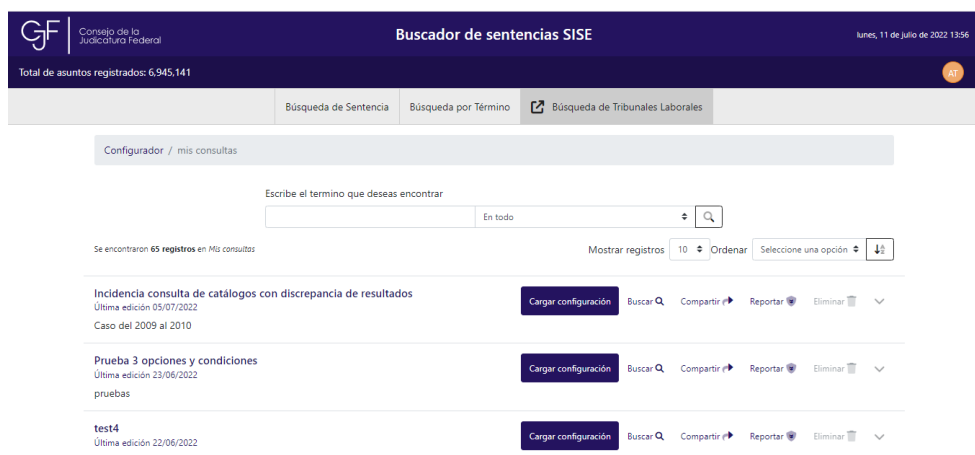 CJF
Consejo de la
Judicatura Federal
Buscador de sentencias SISE
lunes, 11 de julio de 2022 13:56
Total de asuntos registrados: 6,945,141
AT
Búsqueda de Sentencia Búsqueda por Término Búsqueda de Tribunales Laborales
Configurador / mis consultas
Escribe el termino que deseas encontrar
En todo
Se encontraron 65 registros en Mis consultas
Mostrar registros 10 Ordenar Seleccione una opción
Incidencia consulta de catálogos con discrepancia de resultados
Última edición 05/07/2022
Caso del 2009 al 2010
Cargar configuración Buscar Compartir Reportar Eliminar
Prueba 3 opciones y condiciones
Última edición 23/06/2022
pruebas
Cargar configuración Buscar Compartir Reportar Eliminar
test4
Última edición 22/06/2022
Cargar configuración Buscar Compartir Reportar Eliminar